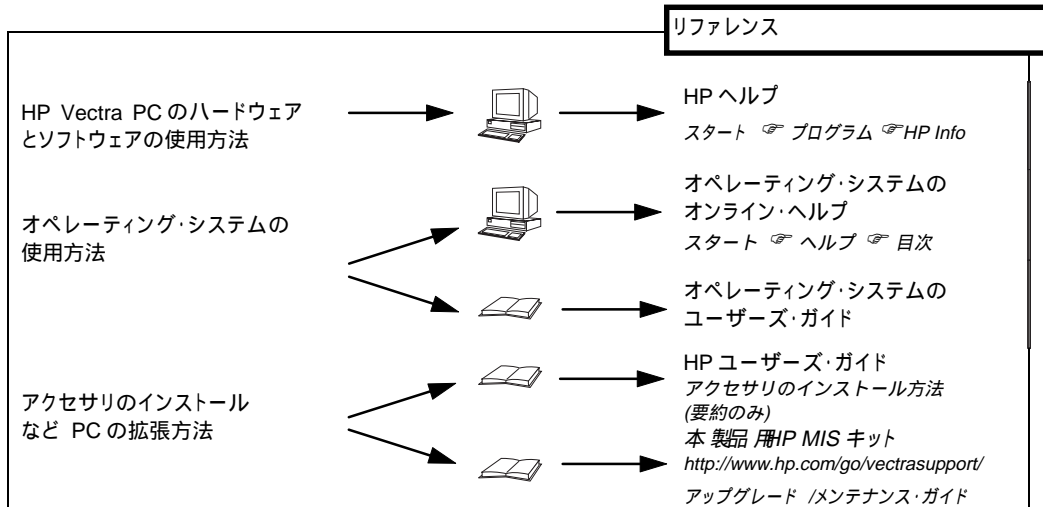 リファレンス
HP Vectra PC のハードウェア
とソフトウェアの使用方法
HP ヘルプ
スタート ☞ プログラム ☞HP Info
オペレーティング･システムの
使用方法
オペレーティング･システムの
オンライン･ヘルプ
スタート ☞ ヘルプ ☞ 目次
オペレーティング･システムの
ユーザーズ･ガイド
アクセサリのインストール
など PC の拡張方法
HP ユーザーズ･ガイド
アクセサリのインストール方法
(要約のみ)
本 製品 用HP MIS キット
http://www.hp.com/go/vectrasupport/
アップグレード /メンテナンス･ガイド